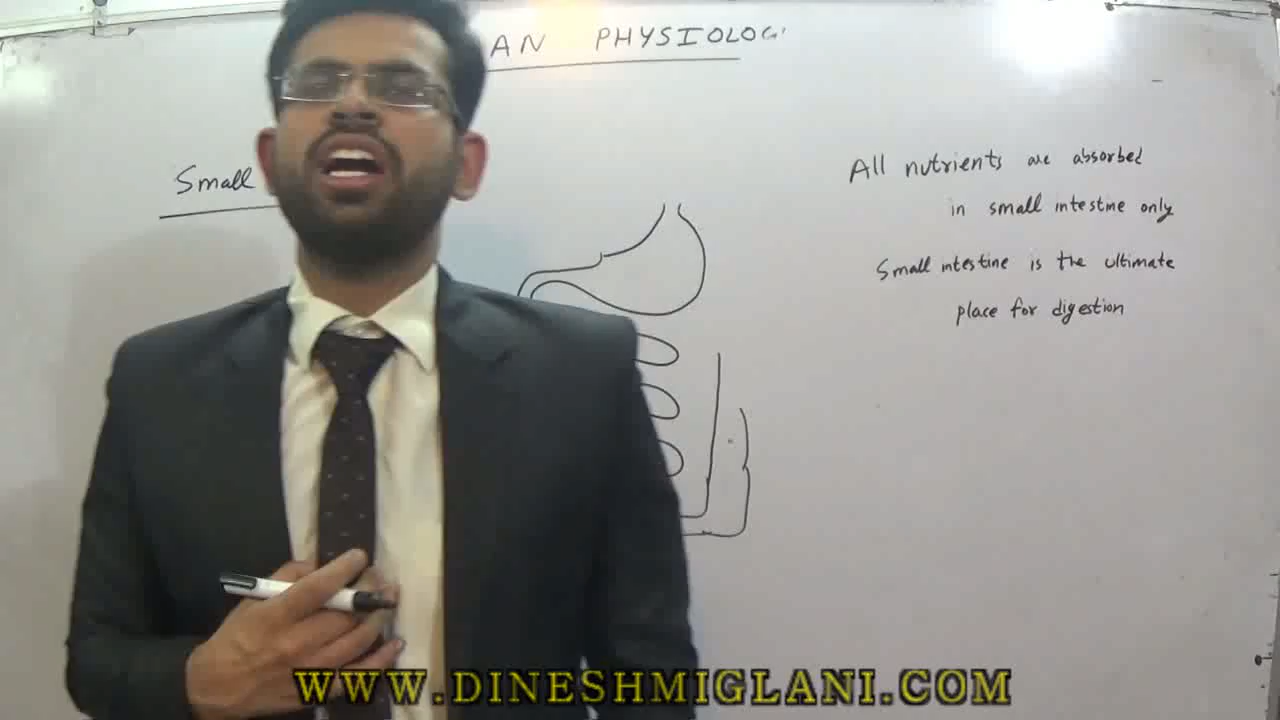 AN PHYSIOLOG
Small
All nutrients are absorbed
in small intestine only
Small intestine is the ultimate
place for digestion
WWW.DINESHMIGLANI.COM